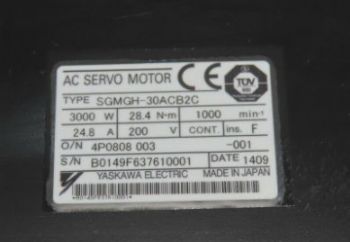 AC SERVO MOTOR CE TÜV
TYPE SGMGH-30ACB2C
3000 W 28.4 N·m 1000 min⁻¹
24.8 A 200 V CONT. ins. F
O/N 4P0808 003 -001
S/N B0149F637610001 DATE 1409
YASKAWA ELECTRIC MADE IN JAPAN